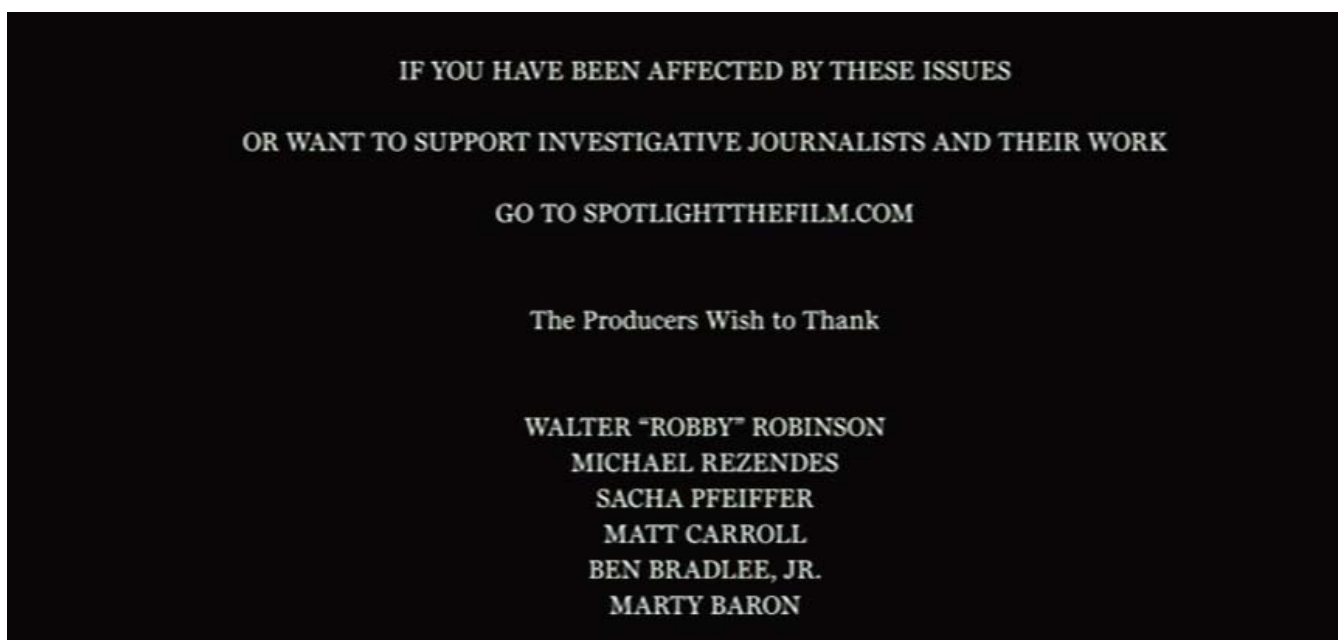 IF YOU HAVE BEEN AFFECTED BY THESE ISSUES
OR WANT TO SUPPORT INVESTIGATIVE JOURNALISTS AND THEIR WORK
GO TO SPOTLIGHTTHEFILM.COM
The Producers Wish to Thank
WALTER “ROBBY” ROBINSON
MICHAEL REZENDES
SACHA PFEIFFER
MATT CARROLL
BEN BRADLEE, JR.
MARTY BARON